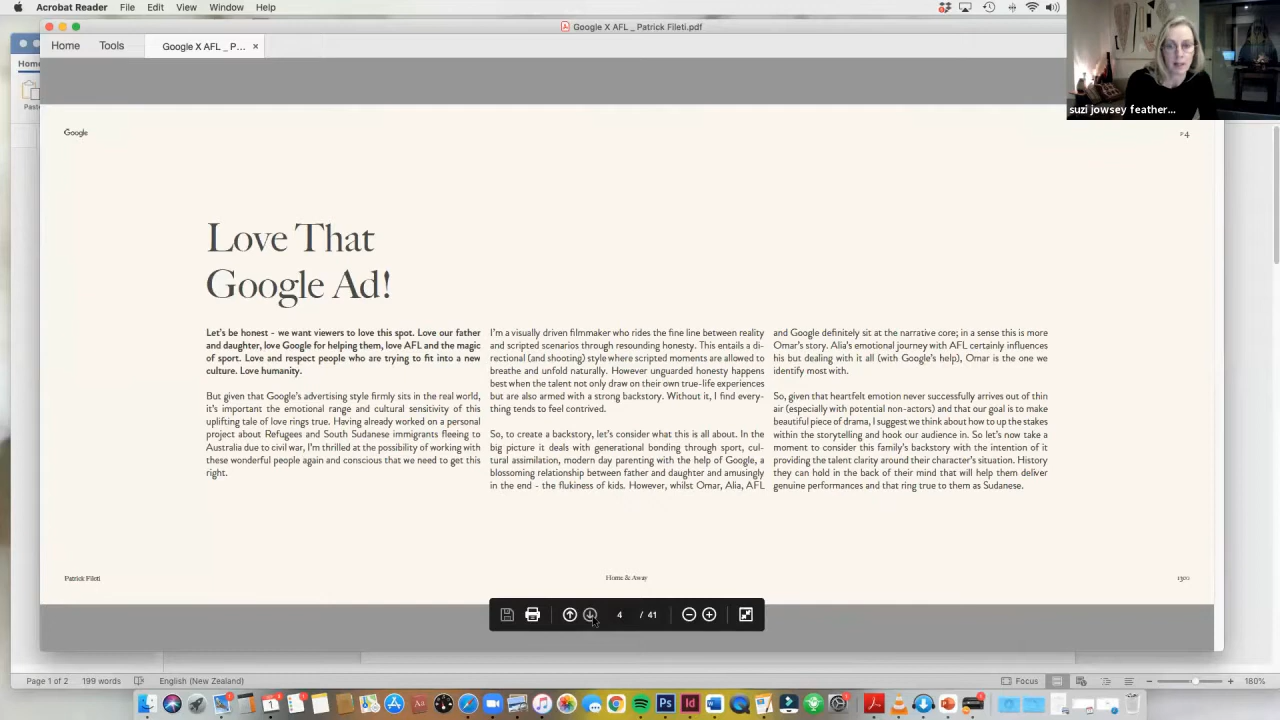 Acrobat Reader File Edit View Window Help
Google X AFL _ Patrick Fileti.pdf
Home Tools Google X AFL _ P... ×
Hom
Past
suzi jowsey feather...
Google
P4
Love That
Google Ad!
Let's be honest - we want viewers to love this spot. Love our father
and daughter, love Google for helping them, love AFL and the magic
of sport. Love and respect people who are trying to fit into a new
culture. Love humanity.
But given that Google's advertising style firmly sits in the real world,
it's important the emotional range and cultural sensitivity of this
uplifting tale of love rings true. Having already worked on a personal
project about Refugees and South Sudanese immigrants fleeing to
Australia due to civil war, I'm thrilled at the possibility of working with
these wonderful people again and conscious that we need to get this
right.
I'm a visually driven filmmaker who rides the fine line between reality
and scripted scenarios through resounding honesty. This entails a di-
rectional (and shooting) style where scripted moments are allowed to
breathe and unfold naturally. However unguarded honesty happens
best when the talent not only draw on their own true-life experiences
but are also armed with a strong backstory. Without it, I find every-
thing tends to feel contrived.
So, to create a backstory, let's consider what this is all about. In the
big picture it deals with generational bonding through sport, cul-
tural assimilation, modern day parenting with the help of Google, a
blossoming relationship between father and daughter and amusingly
in the end - the flukiness of kids. However, whilst Omar, Alia, AFL
and Google definitely sit at the narrative core; in a sense this is more
Omar's story. Alia's emotional journey with AFL certainly influences
his but dealing with it all (with Google's help), Omar is the one we
identify most with.
So, given that heartfelt emotion never successfully arrives out of thin
air (especially with potential non-actors) and that our goal is to make
beautiful piece of drama, I suggest we think about how to up the stakes
within the storytelling and hook our audience in. So let's now take a
moment to consider this family's backstory with the intention of it
providing the talent clarity around their character's situation. History
they can hold in the back of their mind that will help them deliver
genuine performances and that ring true to them as Sudanese.
Patrick Fileti
Home & Away
4 / 41
Page 1 of 2 199 words English (New Zealand) Focus 180%
Ps Id W